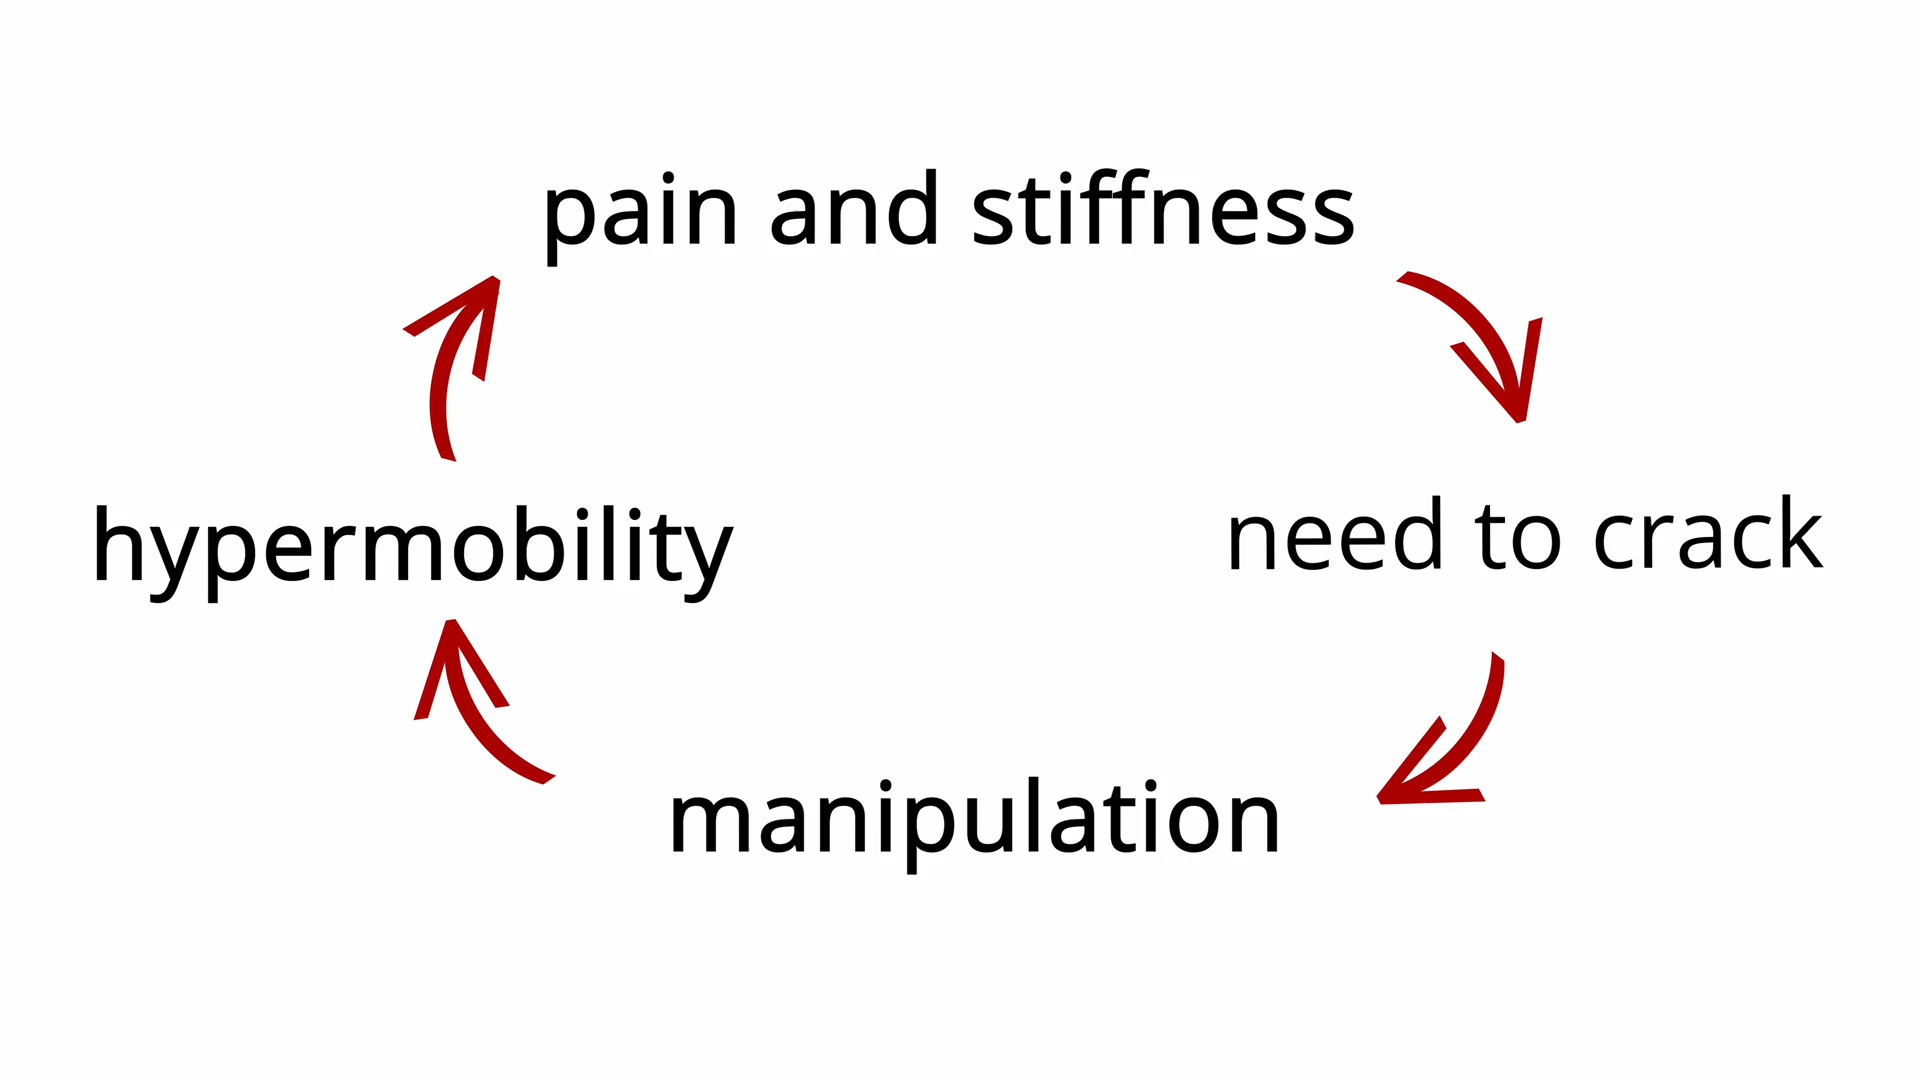 pain and stiffness
hypermobility
need to crack
manipulation